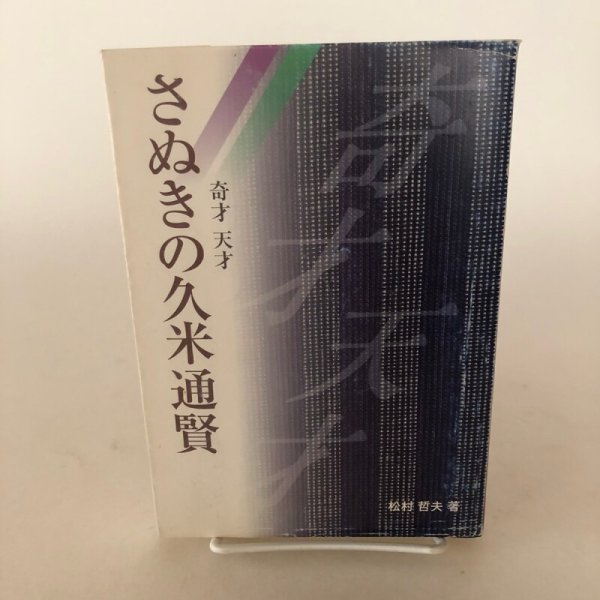 さぬきの久米通賢
奇才 天才
奇才天才
松村 哲夫 著